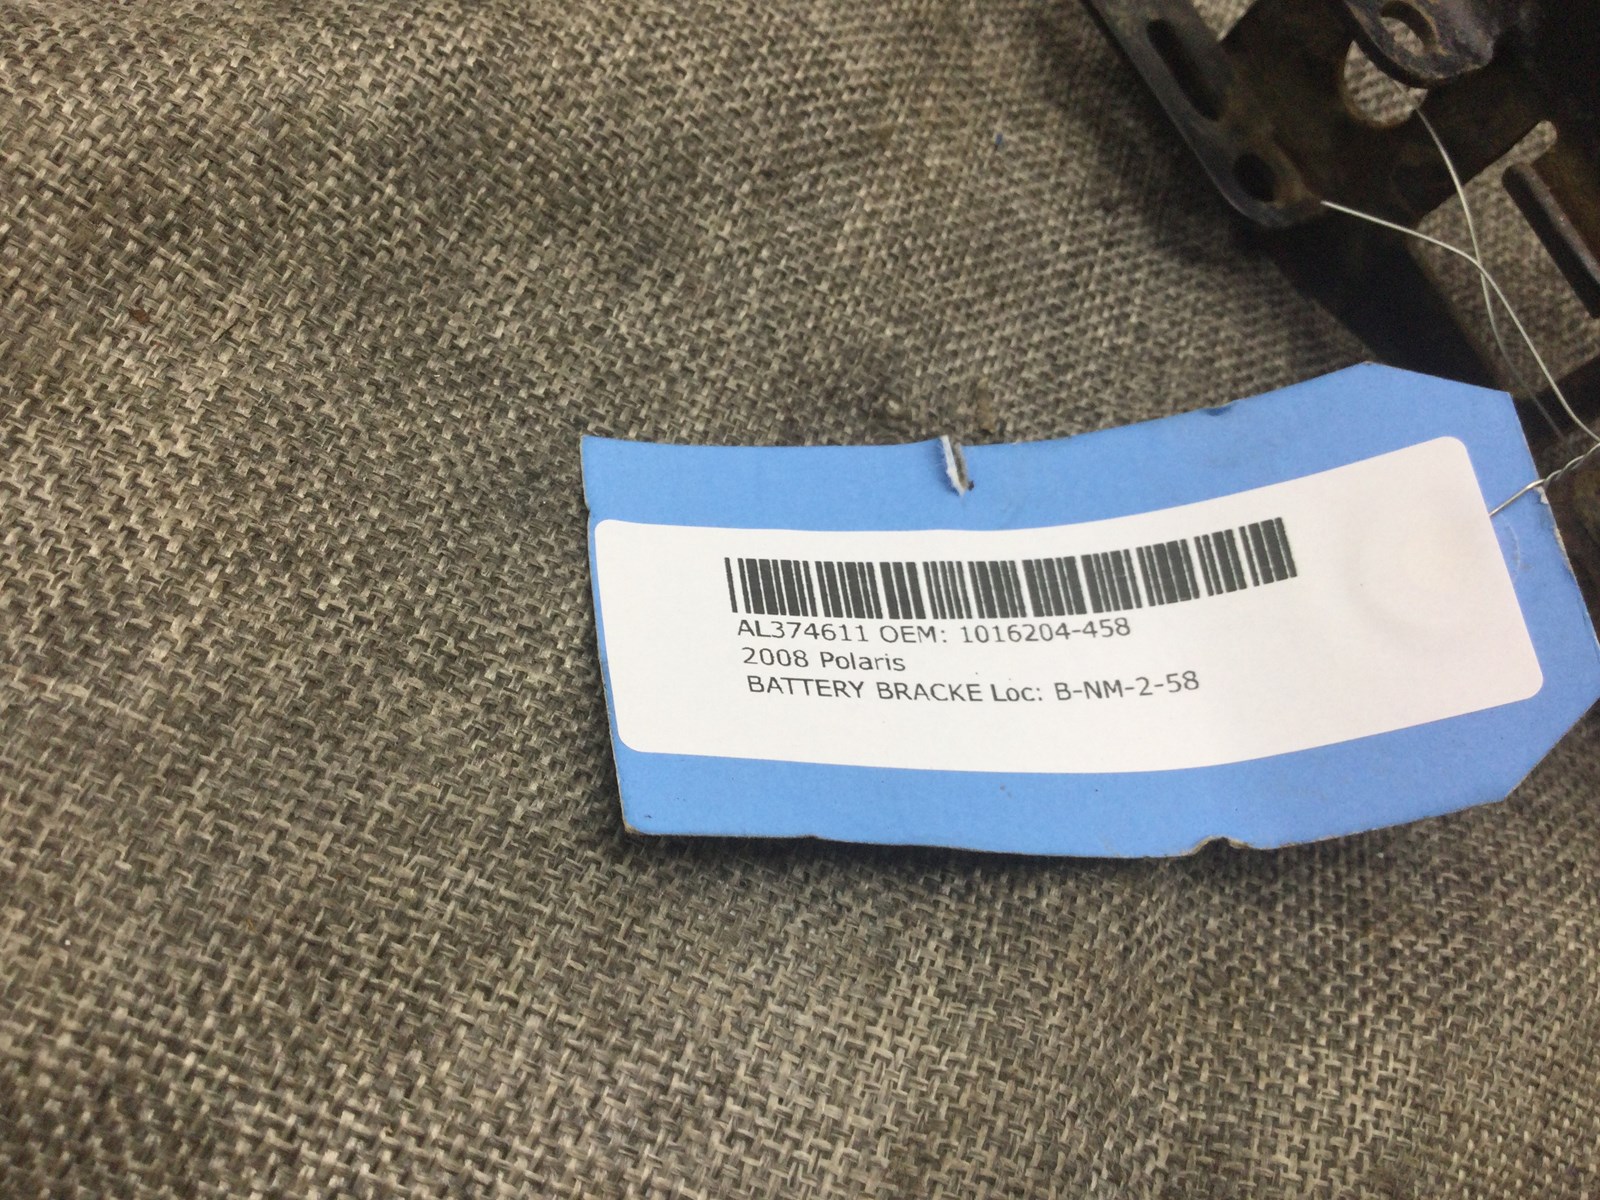 AL374611 OEM: 1016204-458
2008 Polaris
BATTERY BRACKE Loc: B-NM-2-58